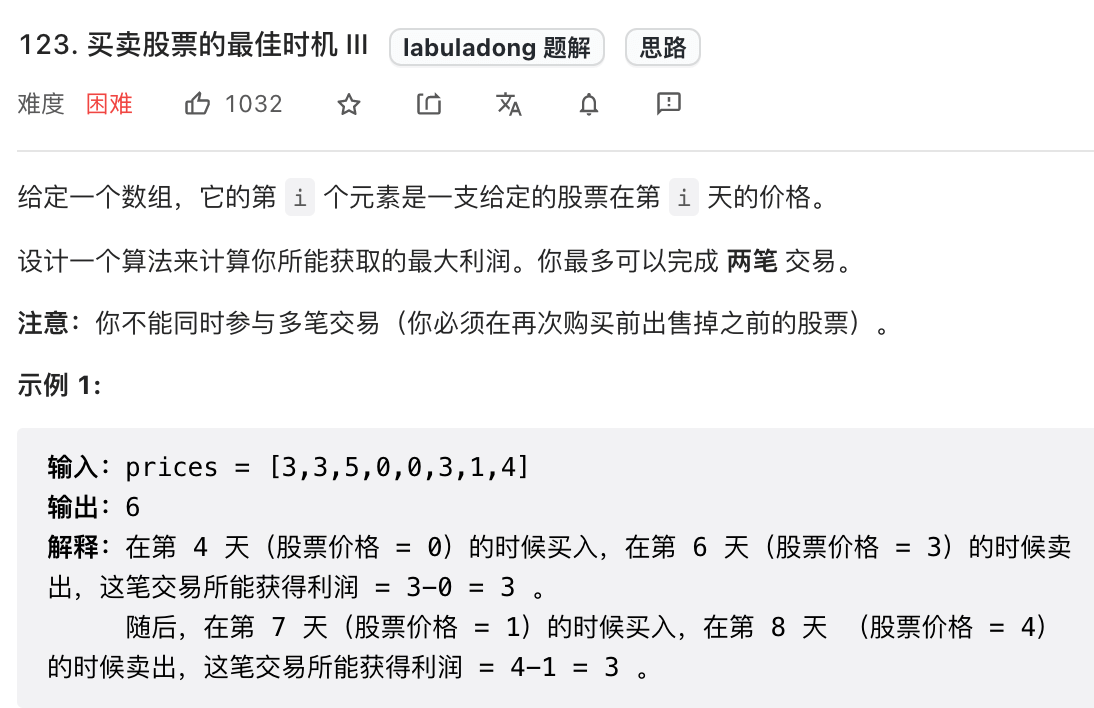 123. 买卖股票的最佳时机 III labuladong 题解 思路
难度 困难 1032
给定一个数组，它的第 i 个元素是一支给定的股票在第 i 天的价格。
设计一个算法来计算你所能获取的最大利润。你最多可以完成 两笔 交易。
注意：你不能同时参与多笔交易（你必须在再次购买前出售掉之前的股票）。
示例 1:
输入：prices = [3,3,5,0,0,3,1,4]
输出：6
解释：在第 4 天（股票价格 = 0）的时候买入，在第 6 天（股票价格 = 3）的时候卖
出，这笔交易所能获得利润 = 3-0 = 3 。
随后，在第 7 天（股票价格 = 1）的时候买入，在第 8 天 （股票价格 = 4）
的时候卖出，这笔交易所能获得利润 = 4-1 = 3 。